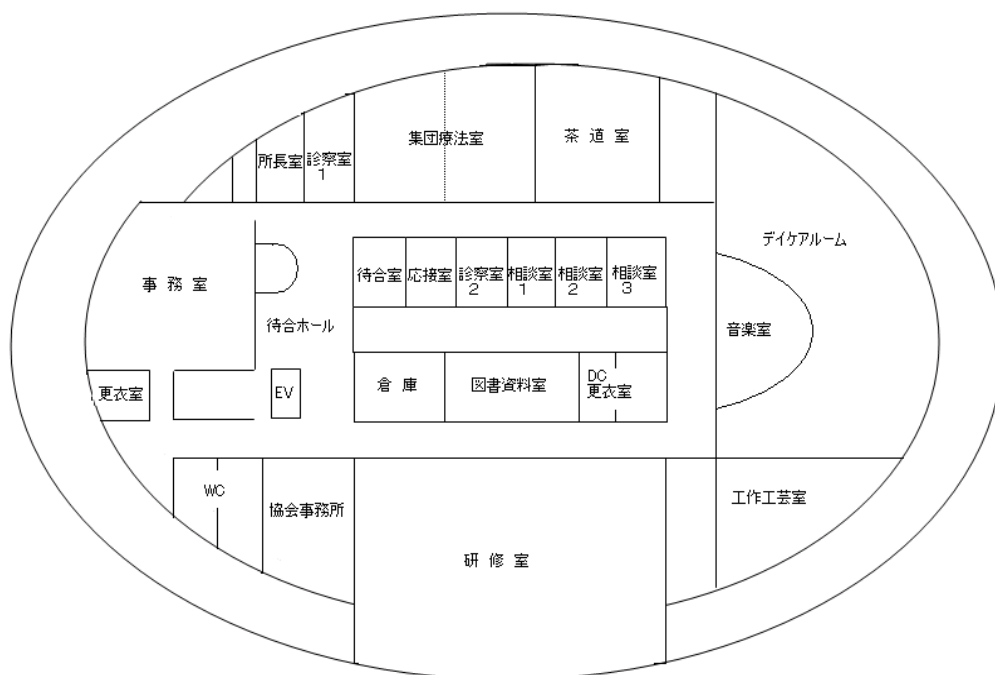 集団療法室
茶 道 室
所長室
診察室
1
デイケアルーム
事 務 室
待合室
応接室
診察室
2
相談室
1
相談室
2
相談室
3
待合ホール
音楽室
更衣室
EV
倉 庫
図書資料室
DC
更衣室
WC
協会事務所
工作工芸室
研 修 室